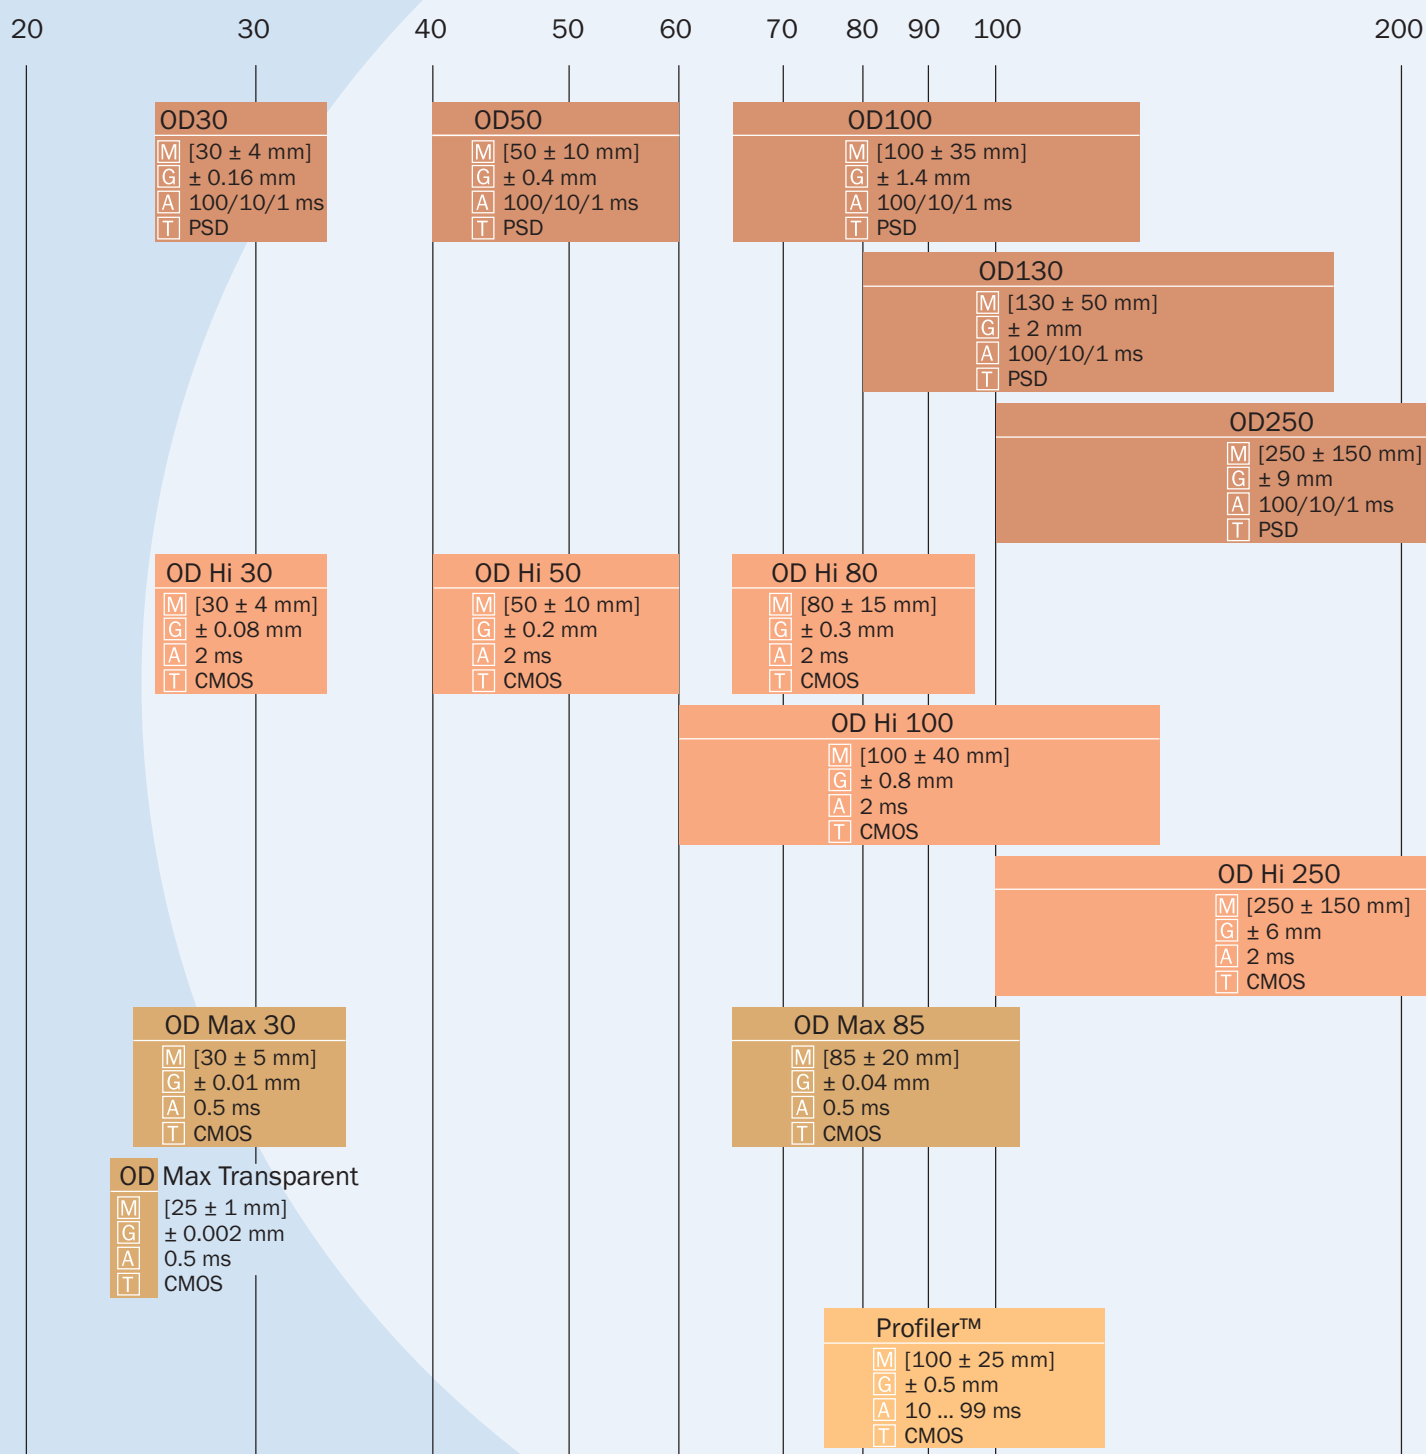 20 30 40 50 60 70 80 90 100 200
OD30
M [30 ± 4 mm]
G ± 0.16 mm
A 100/10/1 ms
T PSD
OD50
M [50 ± 10 mm]
G ± 0.4 mm
A 100/10/1 ms
T PSD
OD100
M [100 ± 35 mm]
G ± 1.4 mm
A 100/10/1 ms
T PSD
OD130
M [130 ± 50 mm]
G ± 2 mm
A 100/10/1 ms
T PSD
OD250
M [250 ± 150 mm]
G ± 9 mm
A 100/10/1 ms
T PSD
OD Hi 30
M [30 ± 4 mm]
G ± 0.08 mm
A 2 ms
T CMOS
OD Hi 50
M [50 ± 10 mm]
G ± 0.2 mm
A 2 ms
T CMOS
OD Hi 80
M [80 ± 15 mm]
G ± 0.3 mm
A 2 ms
T CMOS
OD Hi 100
M [100 ± 40 mm]
G ± 0.8 mm
A 2 ms
T CMOS
OD Hi 250
M [250 ± 150 mm]
G ± 6 mm
A 2 ms
T CMOS
OD Max 30
M [30 ± 5 mm]
G ± 0.01 mm
A 0.5 ms
T CMOS
OD Max 85
M [85 ± 20 mm]
G ± 0.04 mm
A 0.5 ms
T CMOS
OD Max Transparent
M [25 ± 1 mm]
G ± 0.002 mm
A 0.5 ms
T CMOS
Profiler™
M [100 ± 25 mm]
G ± 0.5 mm
A 10 ... 99 ms
T CMOS